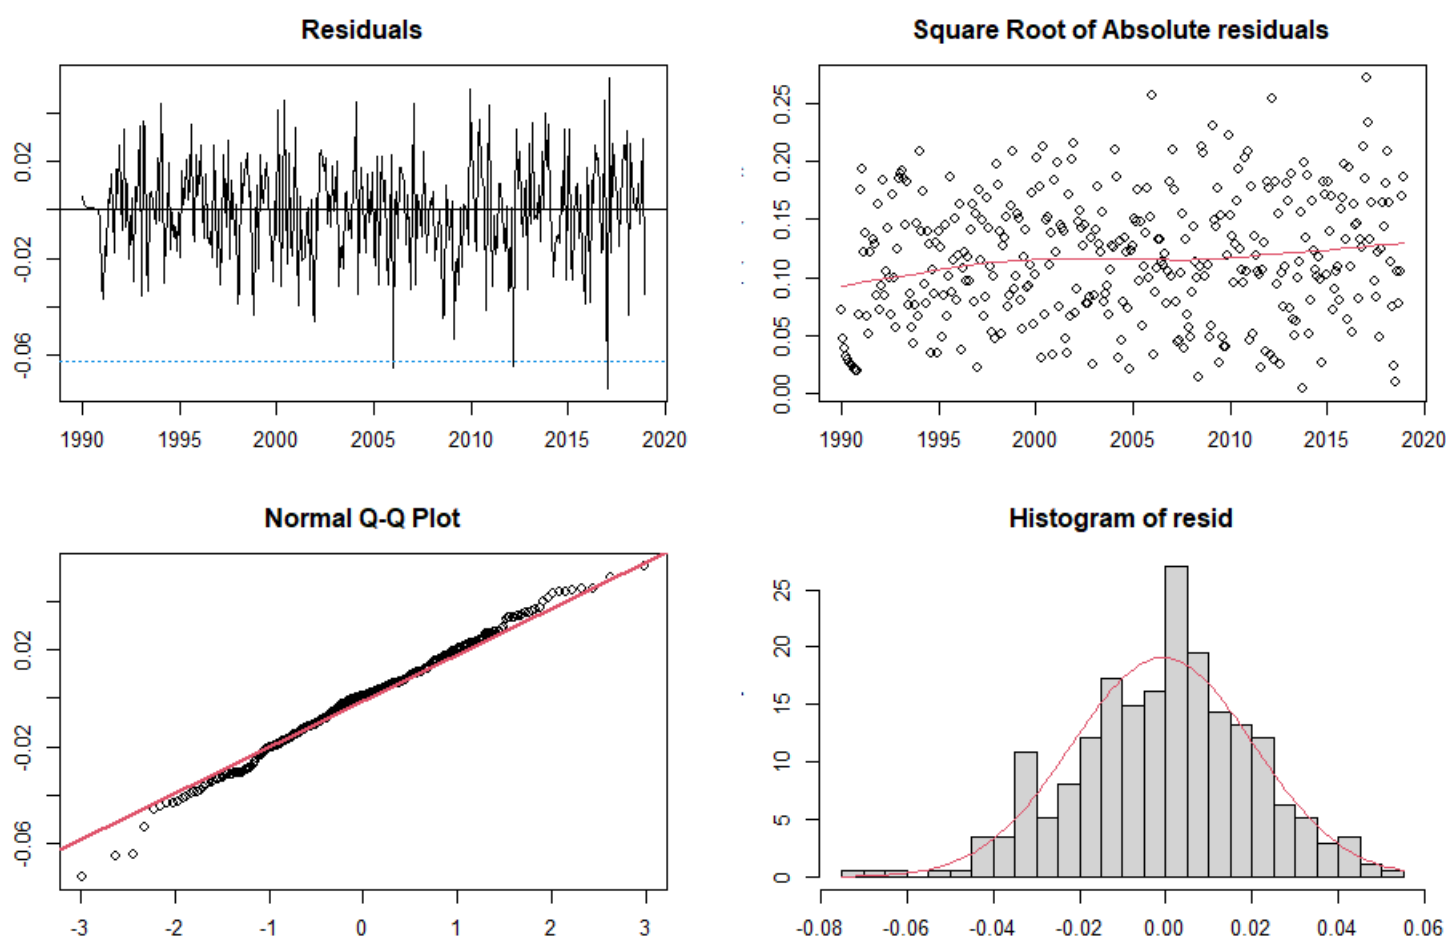 Residuals
0.02
-0.02
-0.06
1990 1995 2000 2005 2010 2015 2020
Square Root of Absolute residuals
0.25
0.20
0.15
0.10
0.05
0.00
1990 1995 2000 2005 2010 2015 2020
Normal Q-Q Plot
0.02
-0.02
-0.06
-3 -2 -1 0 1 2 3
Histogram of resid
25
20
15
10
5
0
-0.08 -0.06 -0.04 -0.02 0.00 0.02 0.04 0.06